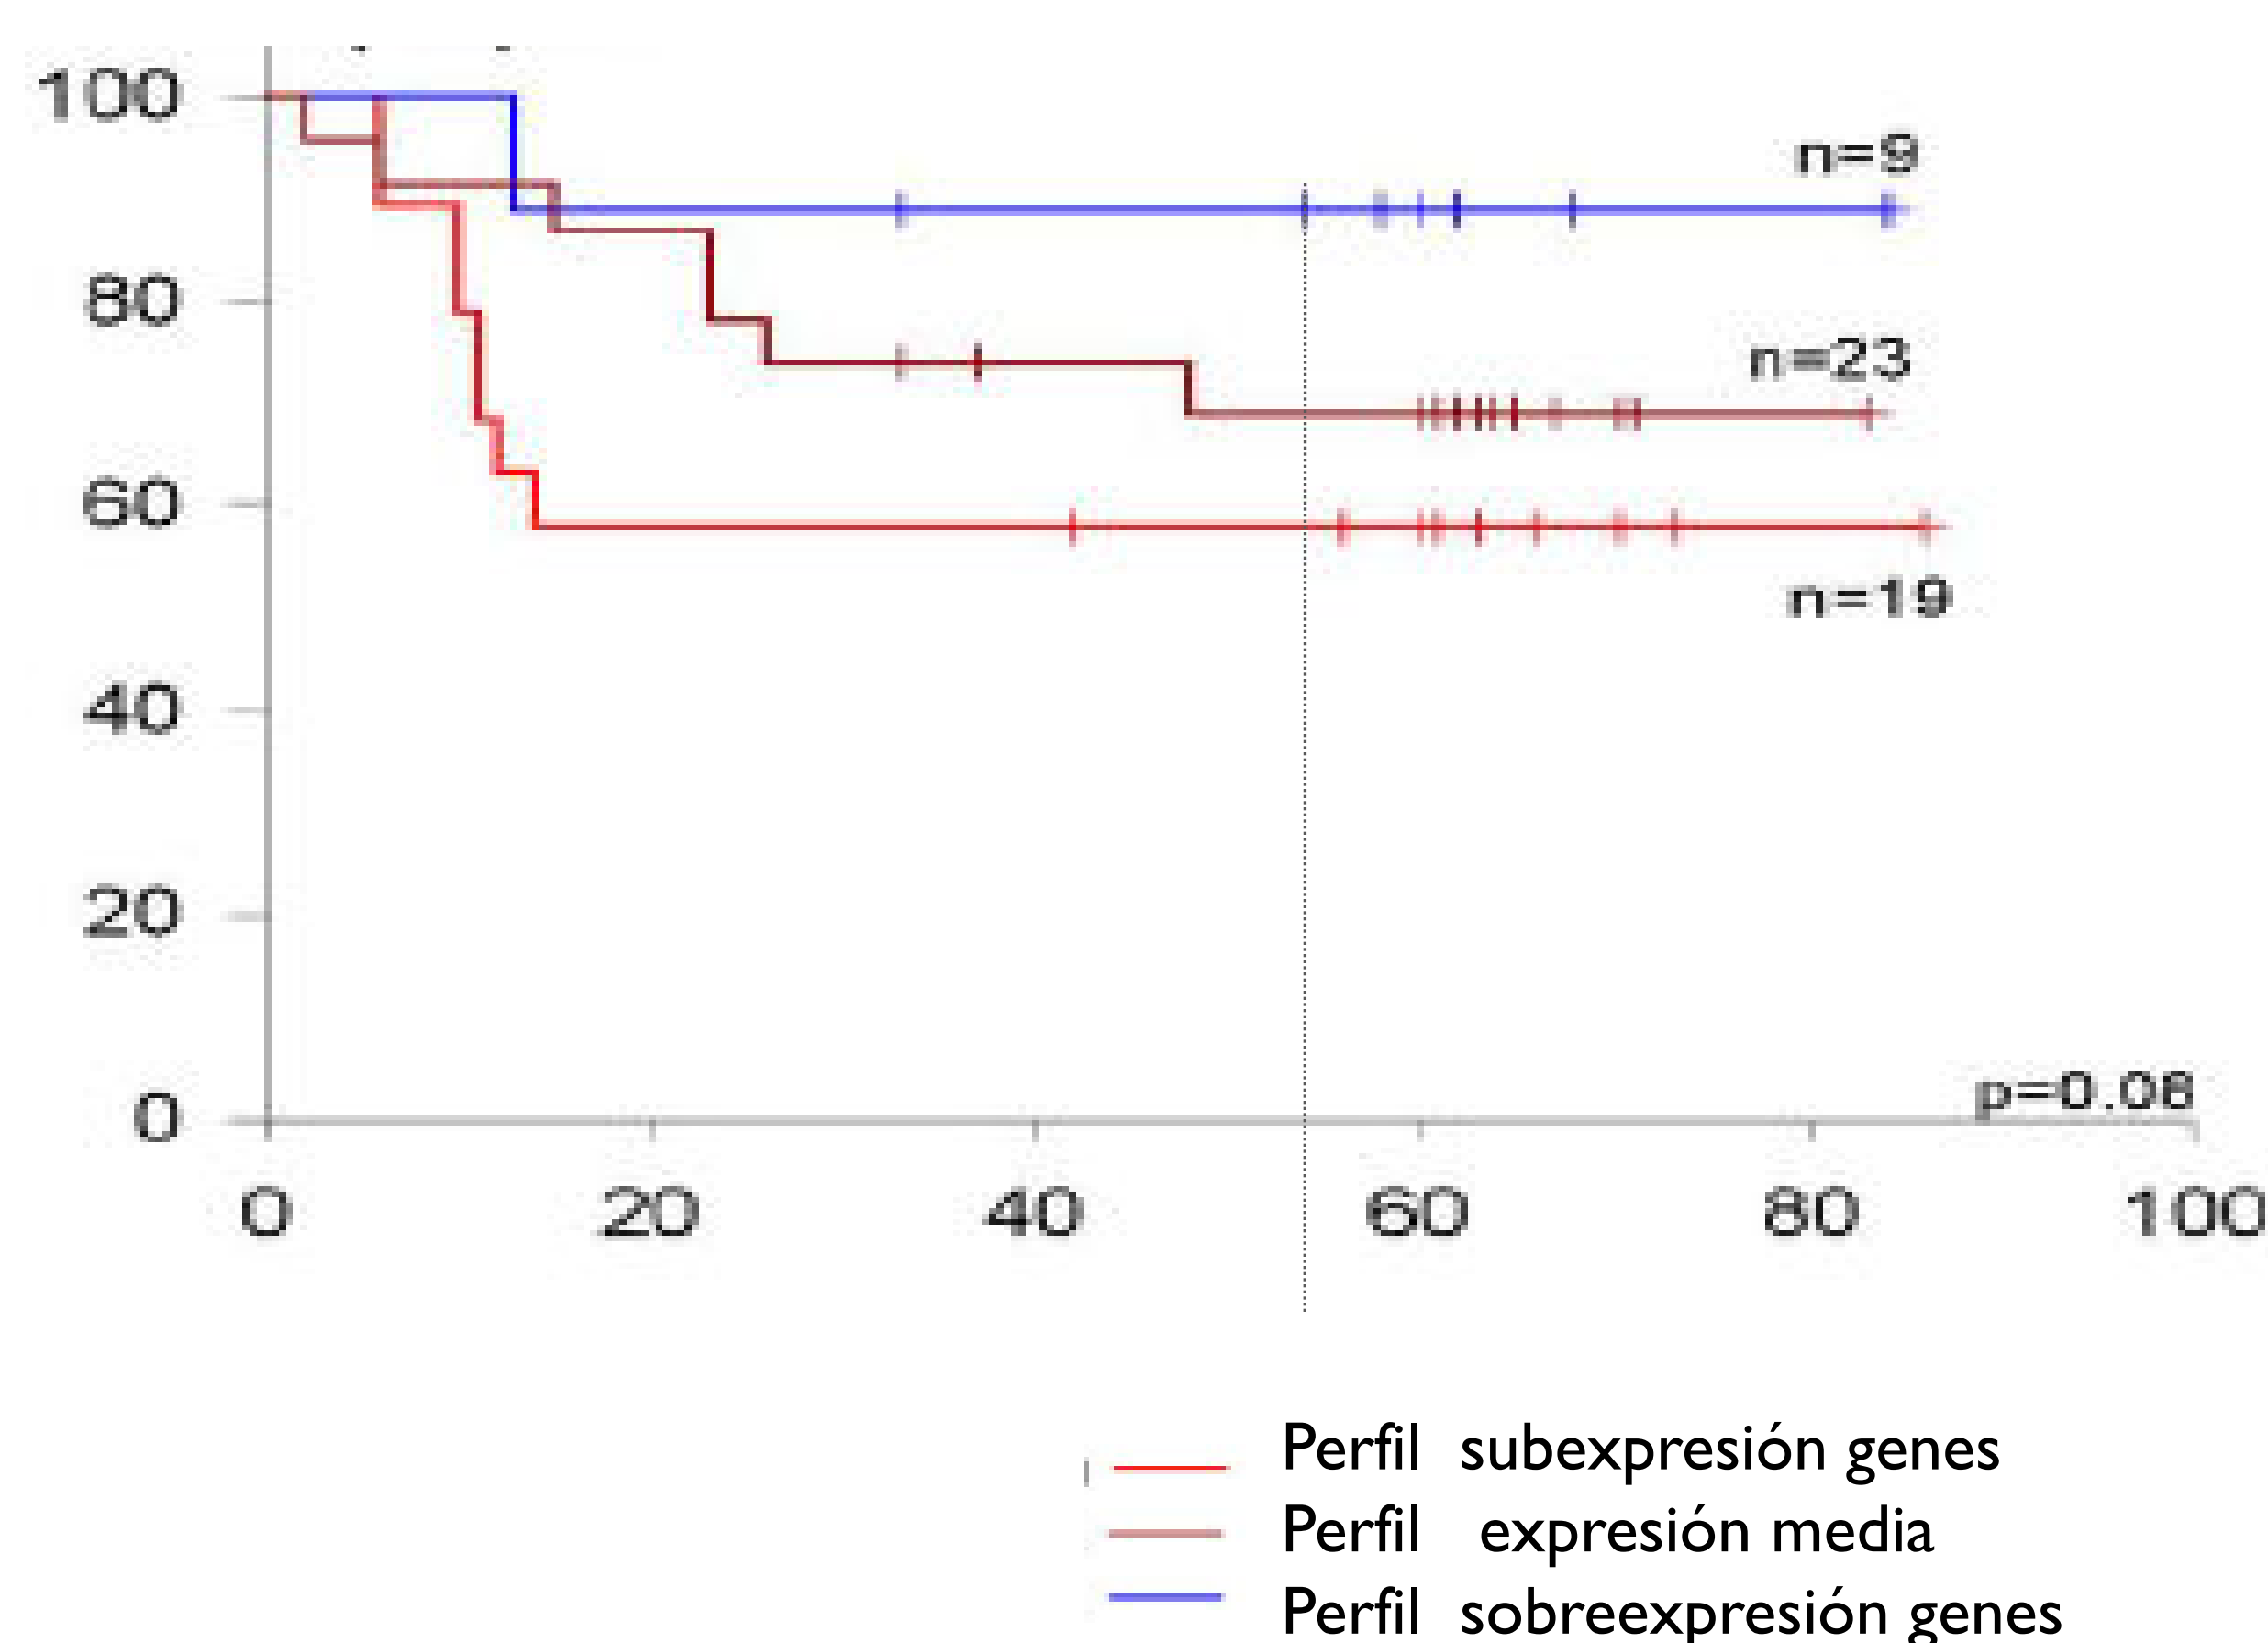 100
n=9
80
n=23
60
n=19
40
20
p=0.08
0
0 20 40 60 80 100
Perfil subexpresión genes
Perfil expresión media
Perfil sobreexpresión genes